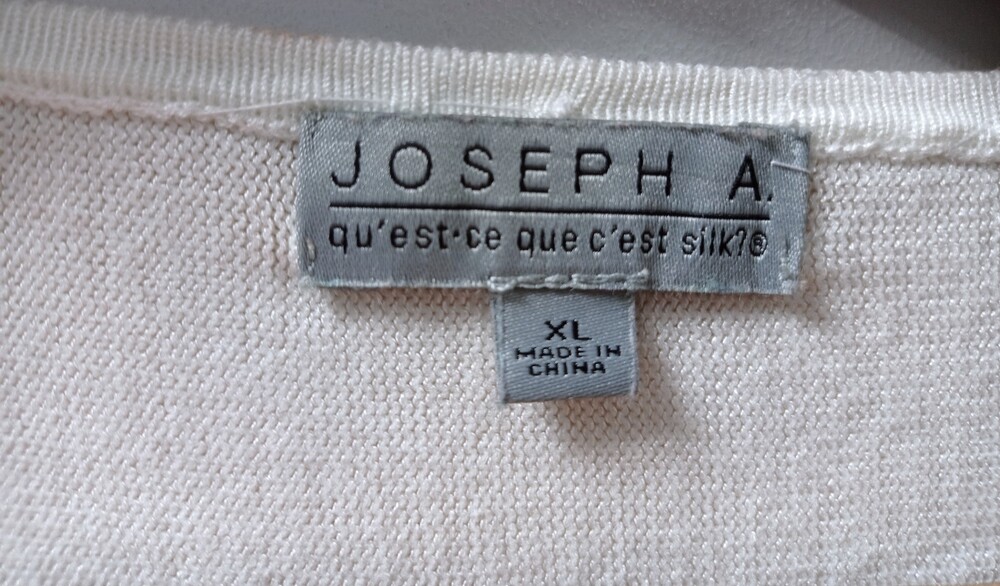 JOSEPH A.
qu'est·ce que c'est silk?®
XL
MADE IN
CHINA